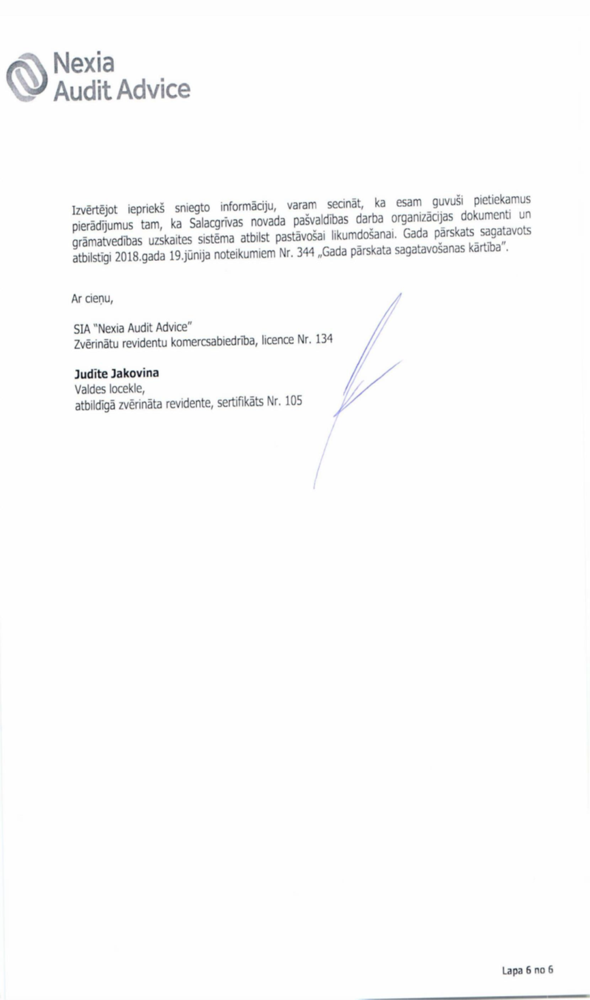 Nexia
Audit Advice
Izvērtējot iepriekš sniegto informāciju, varam secināt, ka esam guvuši pietiekamus
pierādījumus tam, ka Salacgrīvas novada pašvaldības darba organizācijas dokumenti un
grāmatvedības uzskaites sistēma atbilst pastāvošai likumdošanai. Gada pārskats sagatavots
atbilstīgi 2018.gada 19.jūnija noteikumiem Nr. 344 „Gada pārskata sagatavošanas kārtība”.
Ar cieņu,
SIA “Nexia Audit Advice”
Zvērinātu revidentu komercsabiedrība, licence Nr. 134
Judīte Jakovina
Valdes locekle,
atbildīgā zvērināta revidente, sertifikāts Nr. 105
Lapa 6 no 6